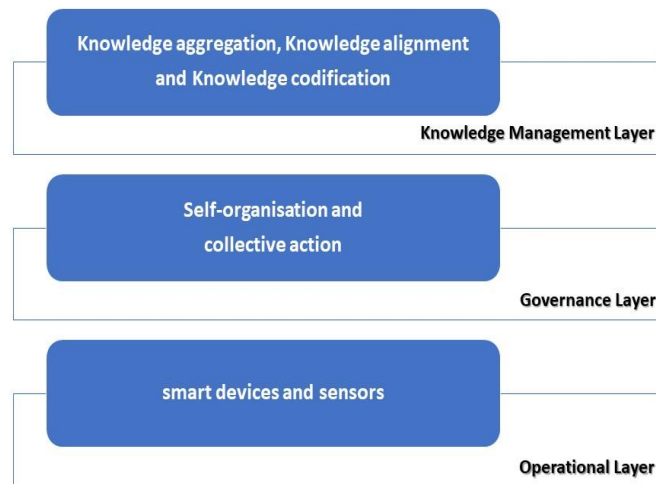 Knowledge aggregation, Knowledge alignment
and Knowledge codification
Knowledge Management Layer
Self-organisation and
collective action
Governance Layer
smart devices and sensors
Operational Layer